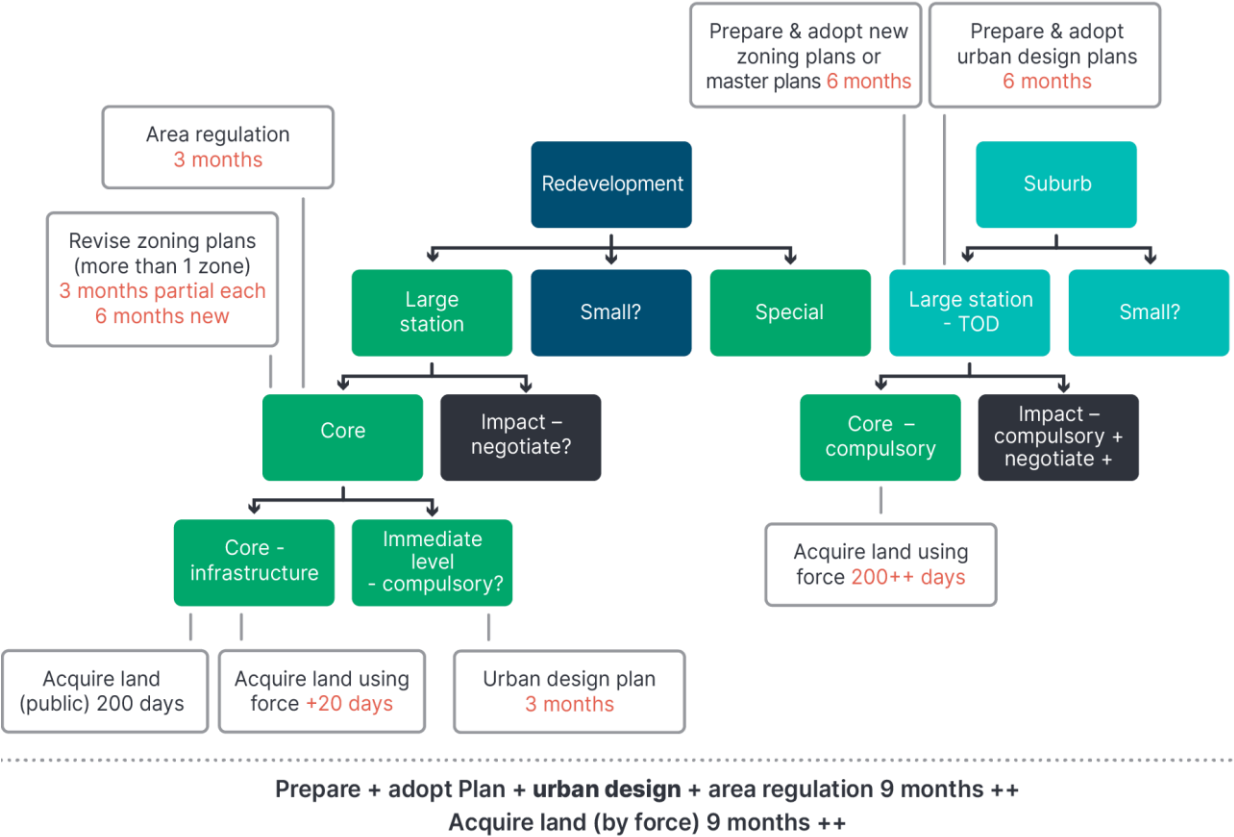 Prepare & adopt new
zoning plans or
master plans 6 months
Prepare & adopt
urban design plans
6 months
Area regulation
3 months
Redevelopment
Suburb
Revise zoning plans
(more than 1 zone)
3 months partial each
6 months new
Large
station
Small?
Special
Large station
- TOD
Small?
Core
Impact –
negotiate?
Core –
compulsory
Impact –
compulsory +
negotiate +
Core -
infrastructure
Immediate
level
- compulsory?
Acquire land using
force 200++ days
Acquire land
(public) 200 days
Acquire land using
force +20 days
Urban design plan
3 months
Prepare + adopt Plan + urban design + area regulation 9 months ++
Acquire land (by force) 9 months ++